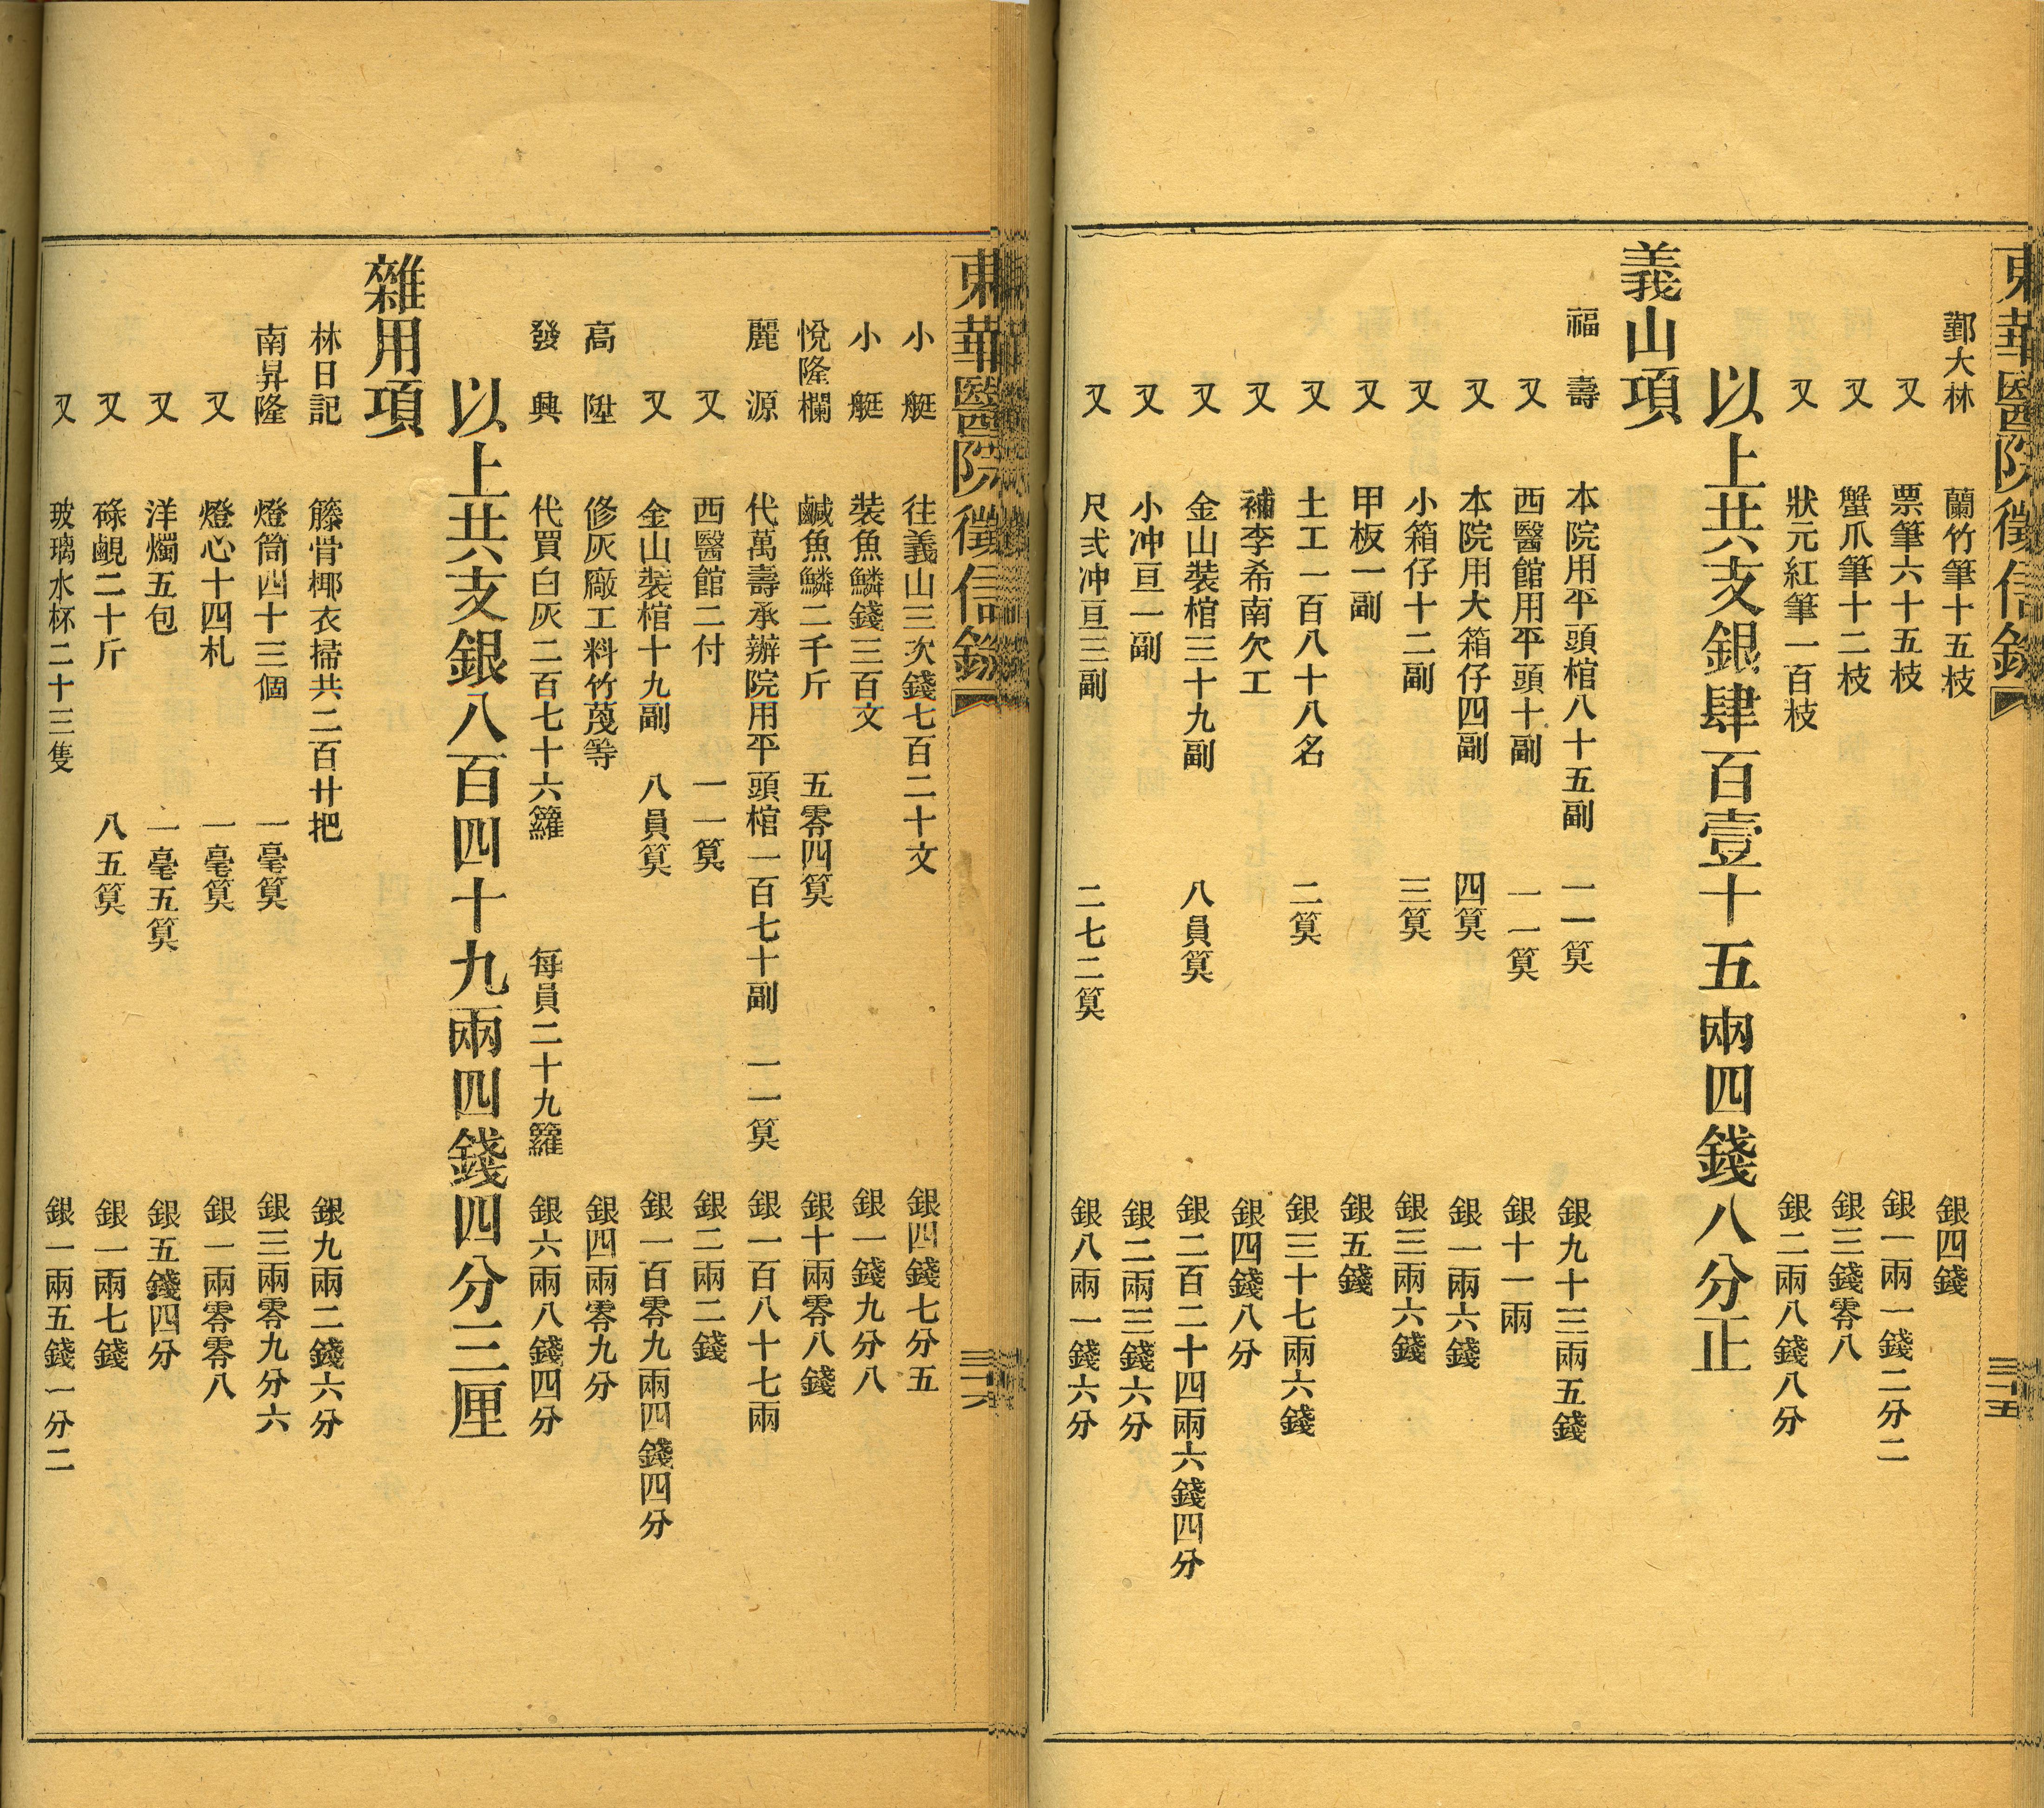 東華醫院徵信錄
三十五
鄞大林 蘭竹筆十五枝 銀四錢
又 票筆六十五枝 銀一兩一錢二分二
又 蟹爪筆十二枝 銀三錢零八
又 狀元紅筆一百枝 銀二兩八錢八分
以上共支銀肆百壹十五兩四錢八分正
義山項
福壽 本院用平頭棺八十五副 一一筭 銀九十三兩五錢
又 西醫館用平頭十副 一一筭 銀十一兩
又 本院用大箱仔四副 四筭 銀一兩六錢
又 小箱仔十二副 三筭 銀三兩六錢
又 甲板一副 銀五錢
又 土工一百八十八名 二筭 銀三十七兩六錢
又 補李希南欠工 銀四錢八分
又 金山裝棺三十九副 八員筭 銀二百二十四兩六錢四分
又 小冲亘一副 銀二兩三錢六分
又 尺弍冲亘三副 二七二筭 銀八兩一錢六分
東華醫院徵信錄
三十六
小艇 往義山三次錢七百二十文 銀四錢七分五
小艇 裝魚鱗錢三百文 銀一錢九分八
悅隆欄 鹹魚鱗二千斤 五零四筭 銀十兩零八錢
麗源 代萬壽承辦院用平頭棺一百七十副 一一筭 銀一百八十七兩
又 西醫館二付 一一筭 銀二兩二錢
又 金山裝棺十九副 八員筭 銀一百零九兩四錢四分
高陞 修灰廠工料竹篾等 銀四兩零九分
發興 代買白灰二百七十六籮 每員二十九籮 銀六兩八錢四分
以上共支銀八百四十九兩四錢四分三厘
雜用項
林日記 籐骨椰衣掃共二百廿把 銀九兩二錢六分
南昇隆 燈筒四十三個 一毫筭 銀三兩零九分六
又 燈心十四札 一毫筭 銀一兩零零八
又 洋燭五包 一毫五筭 銀五錢四分
又 碌鹻二十斤 八五筭 銀一兩七錢
又 玻璃水杯二十三隻 銀一兩五錢一分二